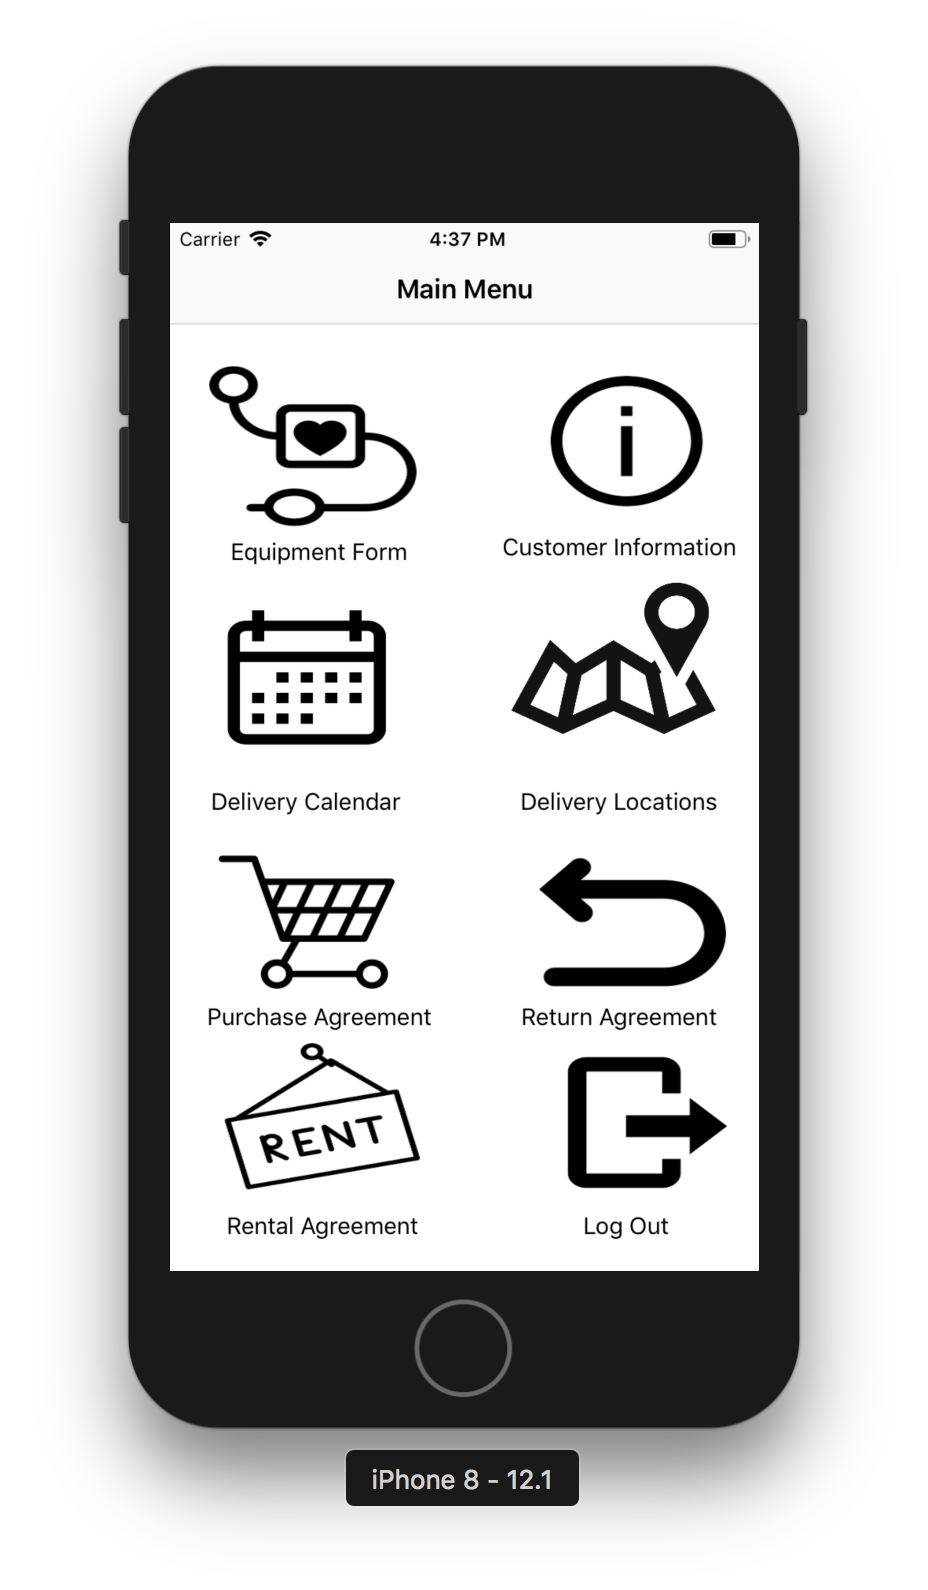 Carrier 4:37 PM
Main Menu
i
Equipment Form Customer Information
Delivery Calendar Delivery Locations
Purchase Agreement Return Agreement
RENT
Rental Agreement Log Out
iPhone 8 - 12.1